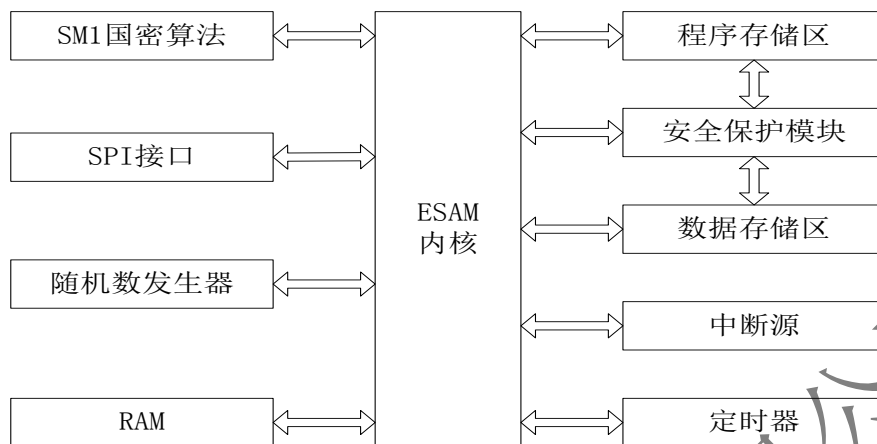 SM1国密算法
程序存储区
安全保护模块
SPI接口
ESAM
内核
数据存储区
随机数发生器
中断源
RAM
定时器